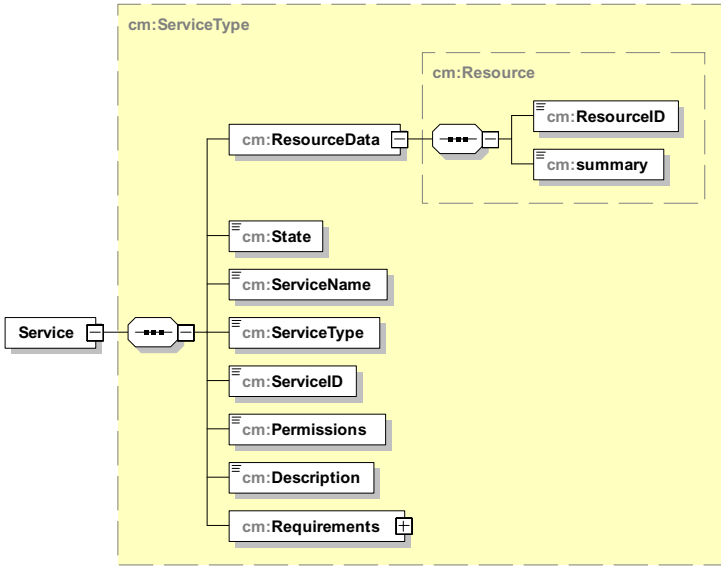 cm:ServiceType
cm:Resource
cm:ResourceID
cm:ResourceData
cm:summary
cm:State
cm:ServiceName
Service
cm:ServiceType
cm:ServiceID
cm:Permissions
cm:Description
cm:Requirements